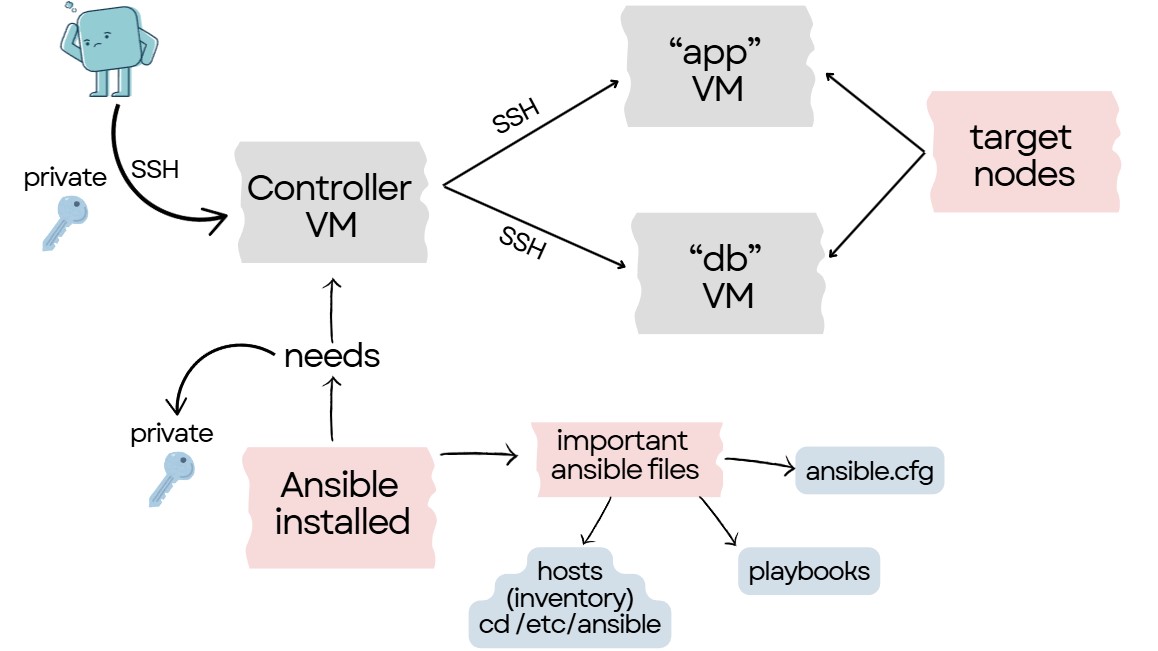 “app”
VM
SSH
target
nodes
private
SSH
Controller
VM
SSH
“db”
VM
needs
private
Ansible
installed
important
ansible files
ansible.cfg
hosts
(inventory)
cd /etc/ansible
playbooks